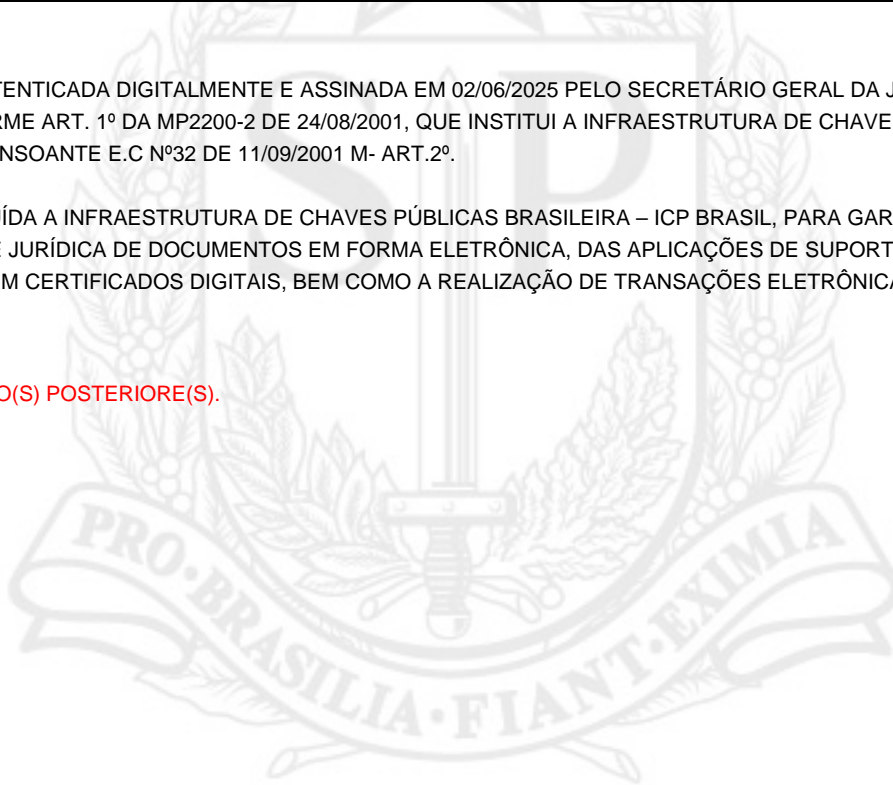 TENTICADA DIGITALMENTE E ASSINADA EM 02/06/2025 PELO SECRETÁRIO GERAL DA J
RME ART. 1º DA MP2200-2 DE 24/08/2001, QUE INSTITUI A INFRAESTRUTURA DE CHAVE
NSOANTE E.C Nº32 DE 11/09/2001 M- ART.2º.
ÍDA A INFRAESTRUTURA DE CHAVES PÚBLICAS BRASILEIRA – ICP BRASIL, PARA GAR
E JURÍDICA DE DOCUMENTOS EM FORMA ELETRÔNICA, DAS APLICAÇÕES DE SUPORT
M CERTIFICADOS DIGITAIS, BEM COMO A REALIZAÇÃO DE TRANSAÇÕES ELETRÔNICA
O(S) POSTERIORE(S).
SP
PRO·BRASILIA·FIANT·EXIMIA